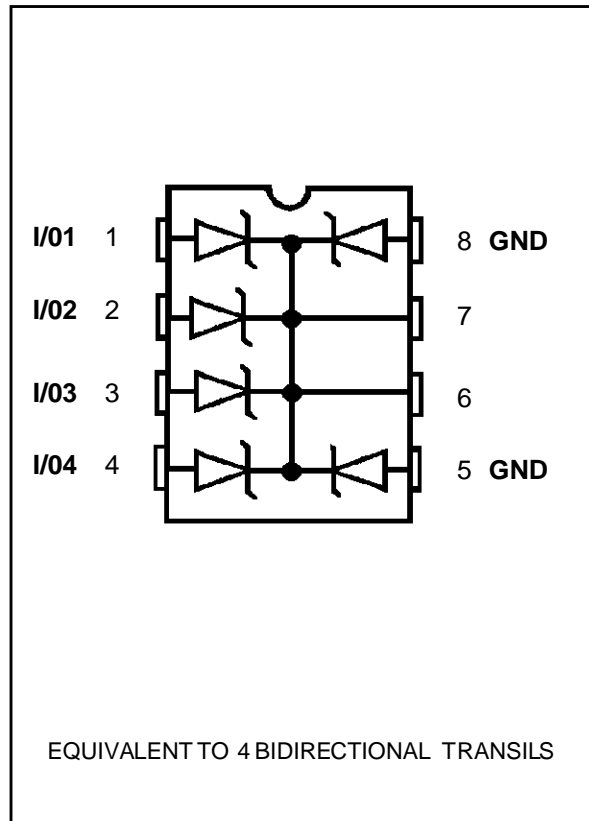 I/01 1 8 GND
I/02 2 7
I/03 3 6
I/04 4 5 GND
EQUIVALENT TO 4 BIDIRECTIONAL TRANSILS